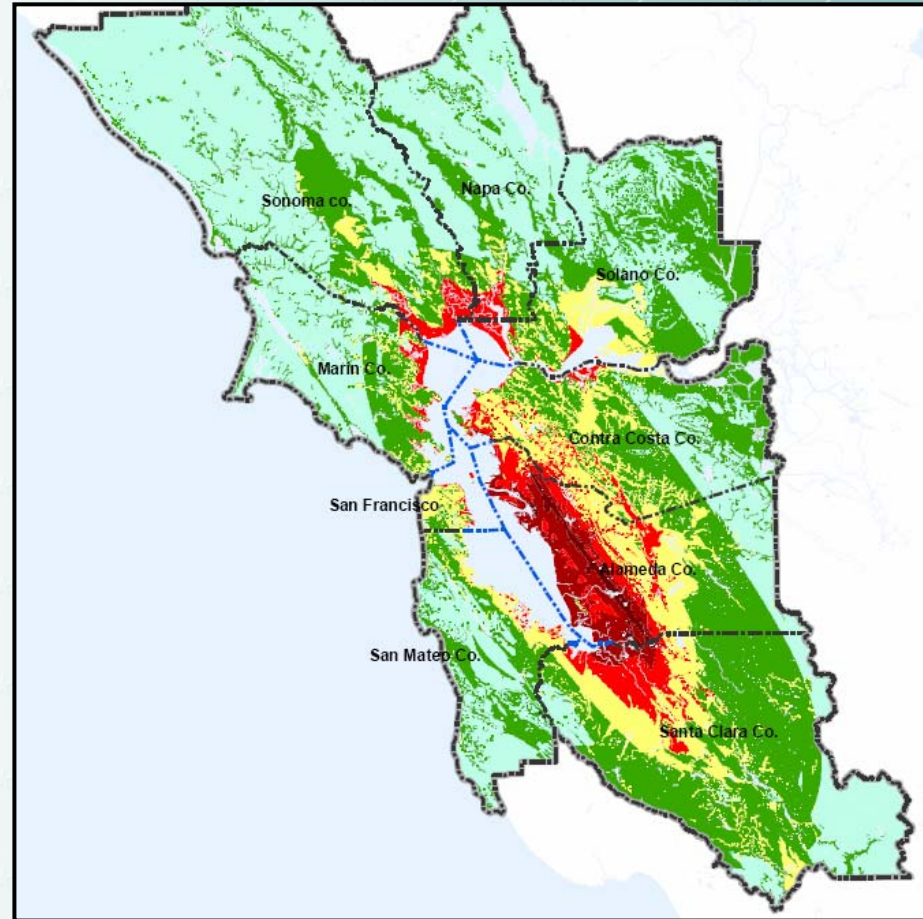 Napa Co.
Sonoma co.
Solano Co.
Marin Co.
Contra Costa Co.
San Francisco
Alameda Co.
San Mateo Co.
Santa Clara Co.